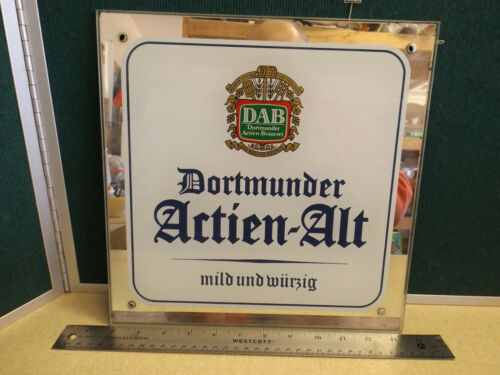 DAB
Dortmunder
Actien-Brauerei
Dortmunder
Actien-Alt
mild und würzig
WESTCOTT